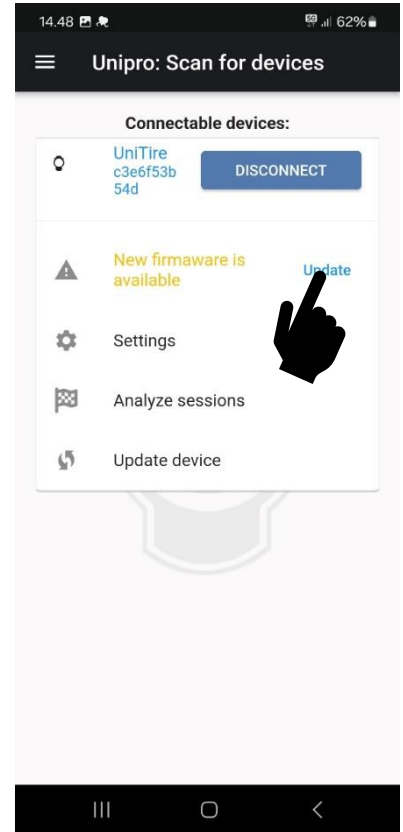 14.48 62%
Unipro: Scan for devices
Connectable devices:
UniTire
c3e6f53b
54d
DISCONNECT
New firmaware is
available
Update
Settings
Analyze sessions
Update device